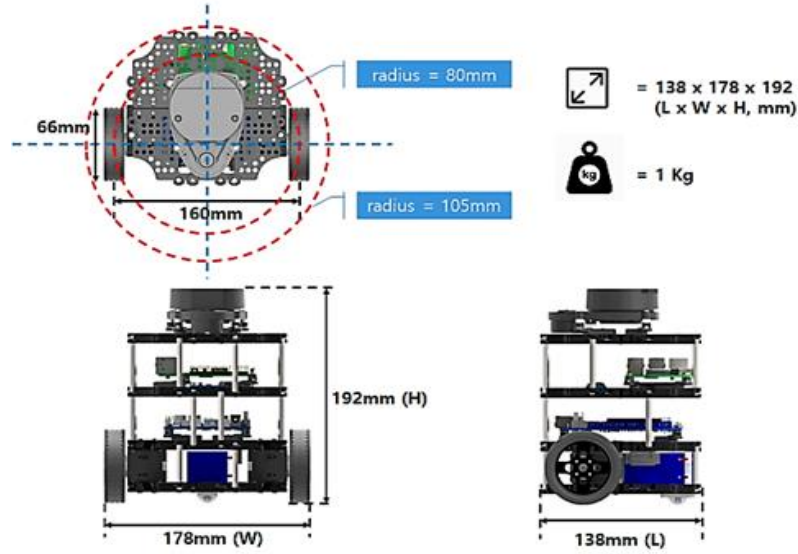 radius = 80mm
66mm
160mm
radius = 105mm
= 138 x 178 x 192
(L x W x H, mm)
kg
= 1 Kg
192mm (H)
178mm (W)
138mm (L)